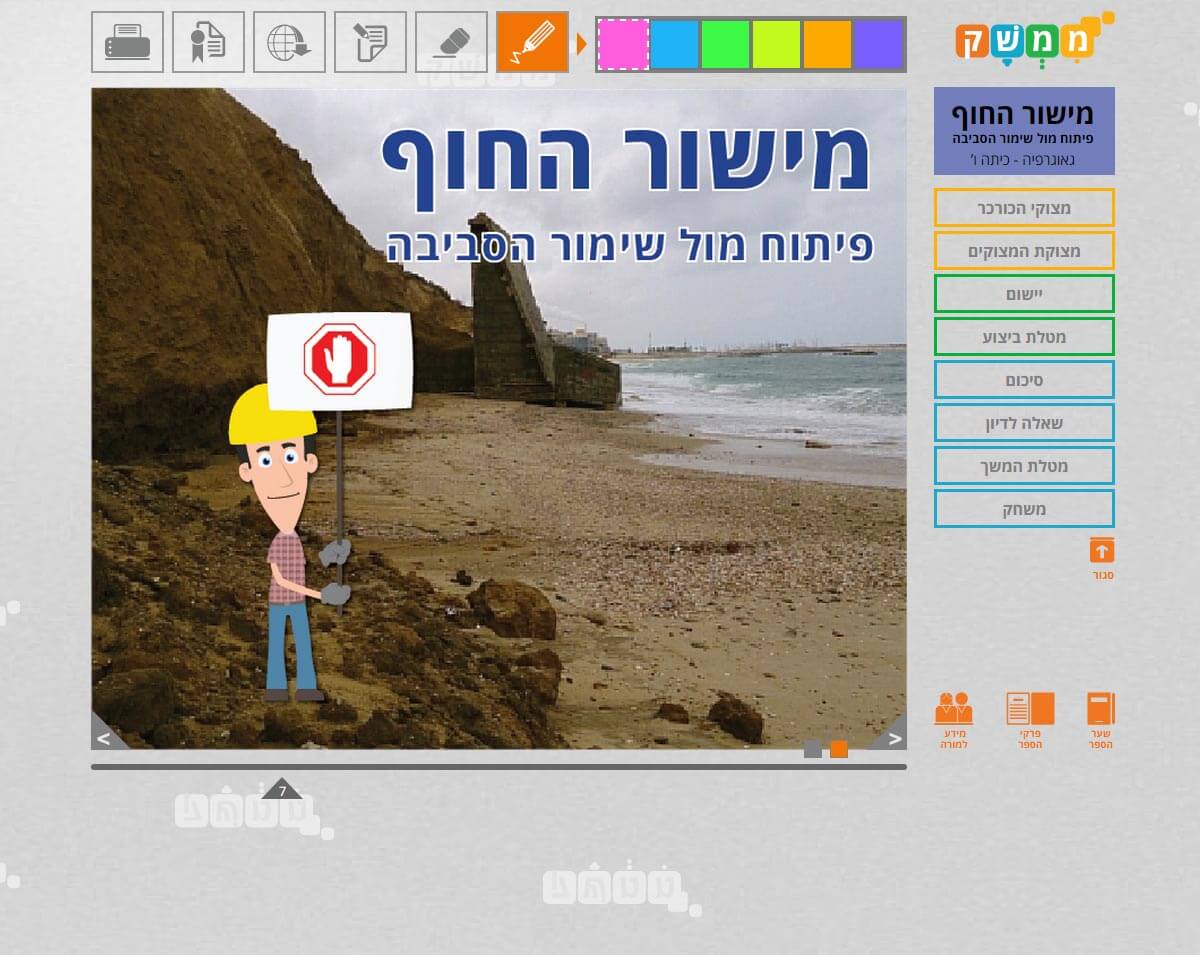 מִמְשָׁק
מישור החוף
פיתוח מול שימור הסביבה
מישור החוף
פיתוח מול שימור הסביבה
גאוגרפיה - כיתה ו'
מצוקי הכורכר
מצוקת המצוקים
יישום
מטלת ביצוע
סיכום
שאלה לדיון
מטלת המשך
משחק
סגור
שער
הספר
פרקי
הספר
מידע
למורה
<
>
7